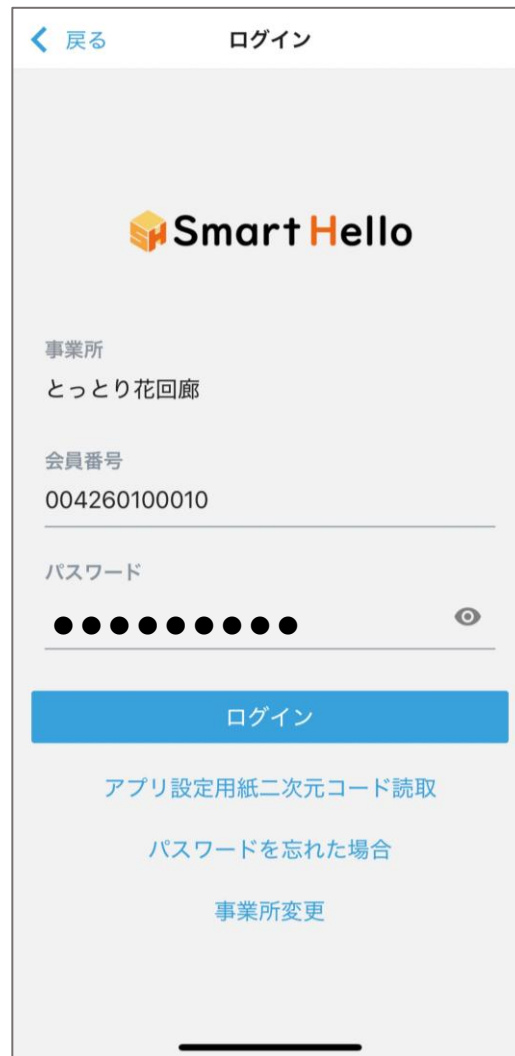 戻る ログイン
Smart Hello
事業所
とっとり花回廊
会員番号
004260100010
パスワード
●●●●●●●●●
ログイン
アプリ設定用紙二次元コード読取
パスワードを忘れた場合
事業所変更